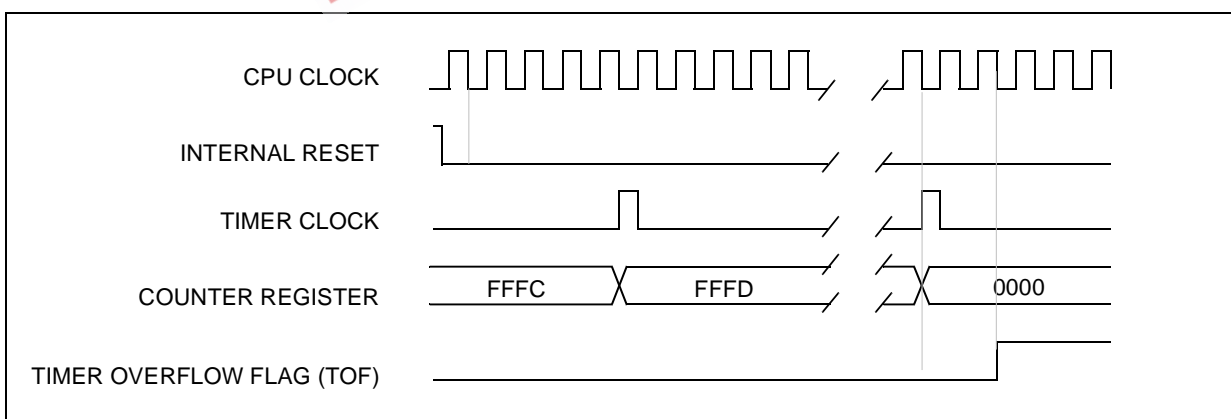 CPU CLOCK
INTERNAL RESET
TIMER CLOCK
COUNTER REGISTER FFFC FFFD 0000
TIMER OVERFLOW FLAG (TOF)